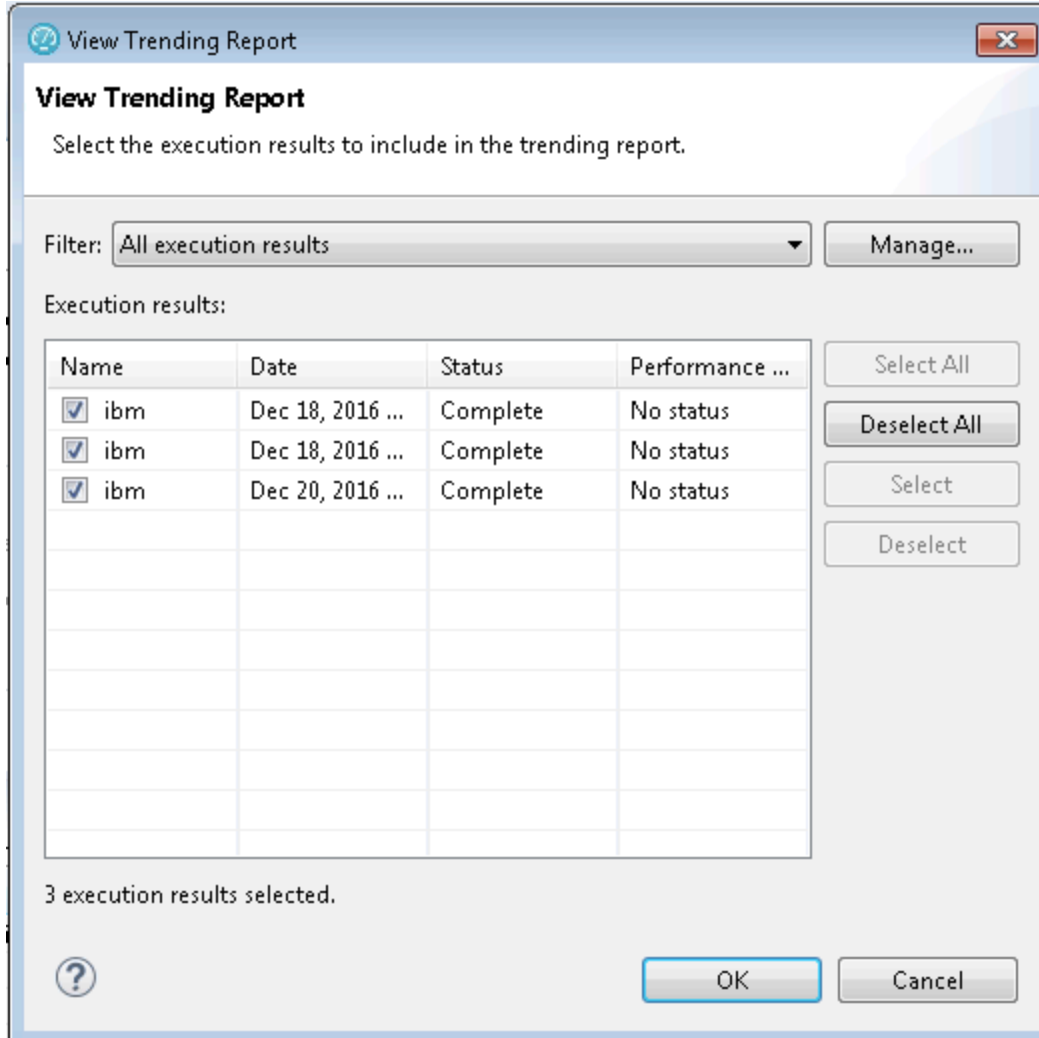 View Trending Report
View Trending Report
Select the execution results to include in the trending report.
Filter: All execution results Manage...
Execution results:
Name Date Status Performance ... Select All
ibm Dec 18, 2016 ... Complete No status Deselect All
ibm Dec 18, 2016 ... Complete No status
ibm Dec 20, 2016 ... Complete No status Select
Deselect
3 execution results selected.
? OK Cancel